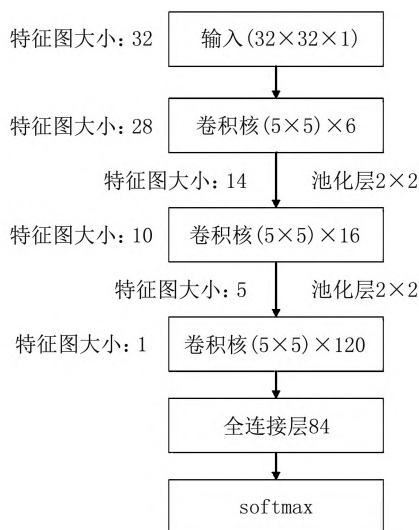 特征图大小: 32 输入(32×32×1)
特征图大小: 28 卷积核(5×5)×6
特征图大小: 14 池化层2×2
特征图大小: 10 卷积核(5×5)×16
特征图大小: 5 池化层2×2
特征图大小: 1 卷积核(5×5)×120
全连接层84
softmax